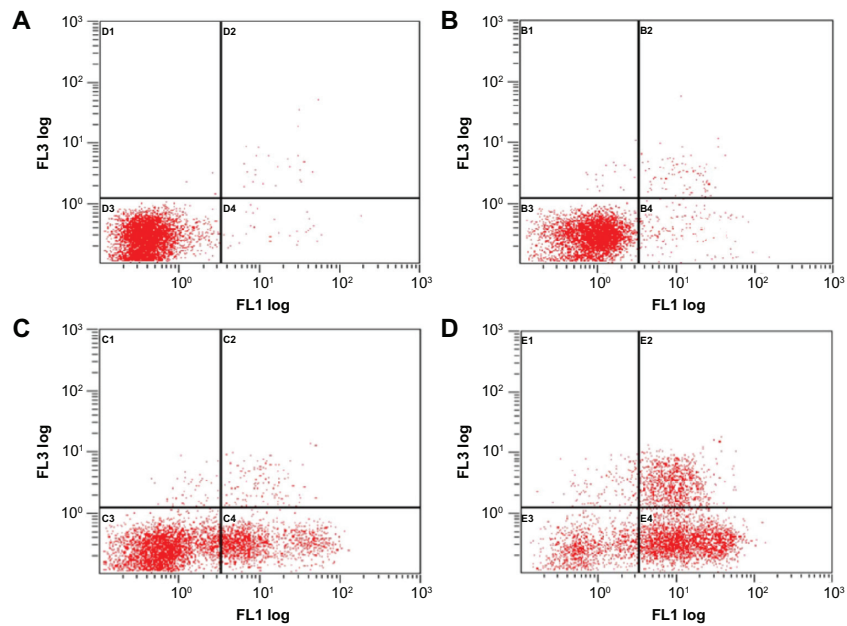 A
B
D1
D2
D3
D4
10³
10²
10¹
10⁰
FL3 log
10⁰
10¹
10²
10³
FL1 log
B1
B2
B3
B4
10³
10²
10¹
10⁰
FL3 log
10⁰
10¹
10²
10³
FL1 log
C
D
C1
C2
C3
C4
10³
10²
10¹
10⁰
FL3 log
10⁰
10¹
10²
10³
FL1 log
E1
E2
E3
E4
10³
10²
10¹
10⁰
FL3 log
10⁰
10¹
10²
10³
FL1 log